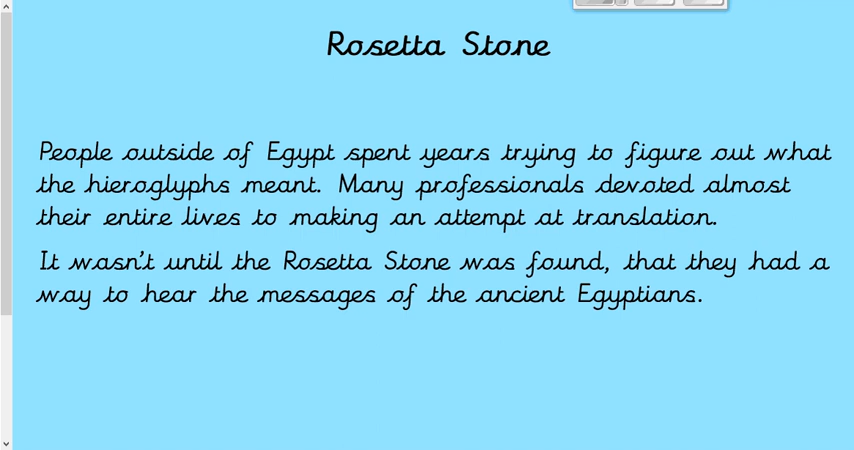 Rosetta Stone
People outside of Egypt spent years trying to figure out what
the hieroglyphs meant. Many professionals devoted almost
their entire lives to making an attempt at translation.
It wasn't until the Rosetta Stone was found, that they had a
way to hear the messages of the ancient Egyptians.